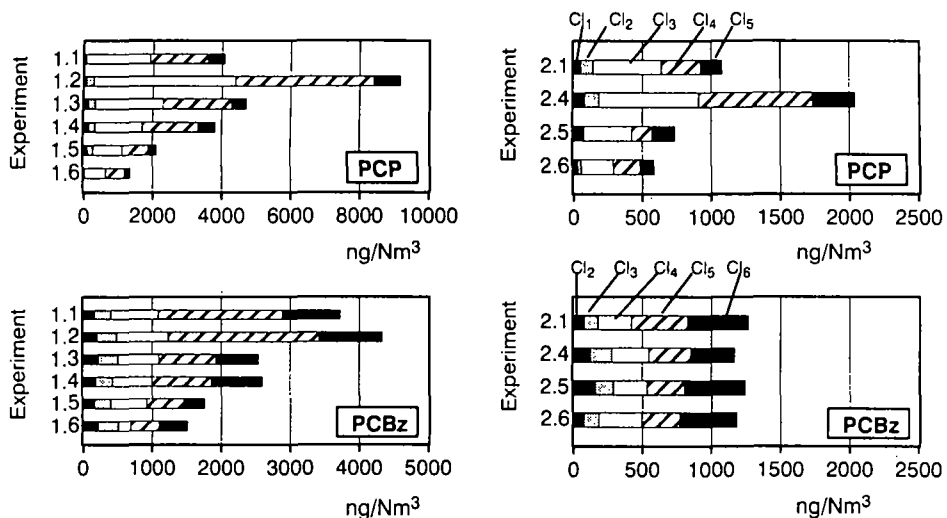 Experiment
1.1
1.2
1.3
1.4
1.5
1.6
PCP
0 2000 4000 6000 8000 10000
ng/Nm³
Cl₁ Cl₂ Cl₃ Cl₄ Cl₅
Experiment
2.1
2.4
2.5
2.6
PCP
0 500 1000 1500 2000 2500
ng/Nm³
Experiment
1.1
1.2
1.3
1.4
1.5
1.6
PCBz
0 1000 2000 3000 4000 5000
ng/Nm³
Cl₂ Cl₃ Cl₄ Cl₅ Cl₆
Experiment
2.1
2.4
2.5
2.6
PCBz
0 500 1000 1500 2000 2500
ng/Nm³